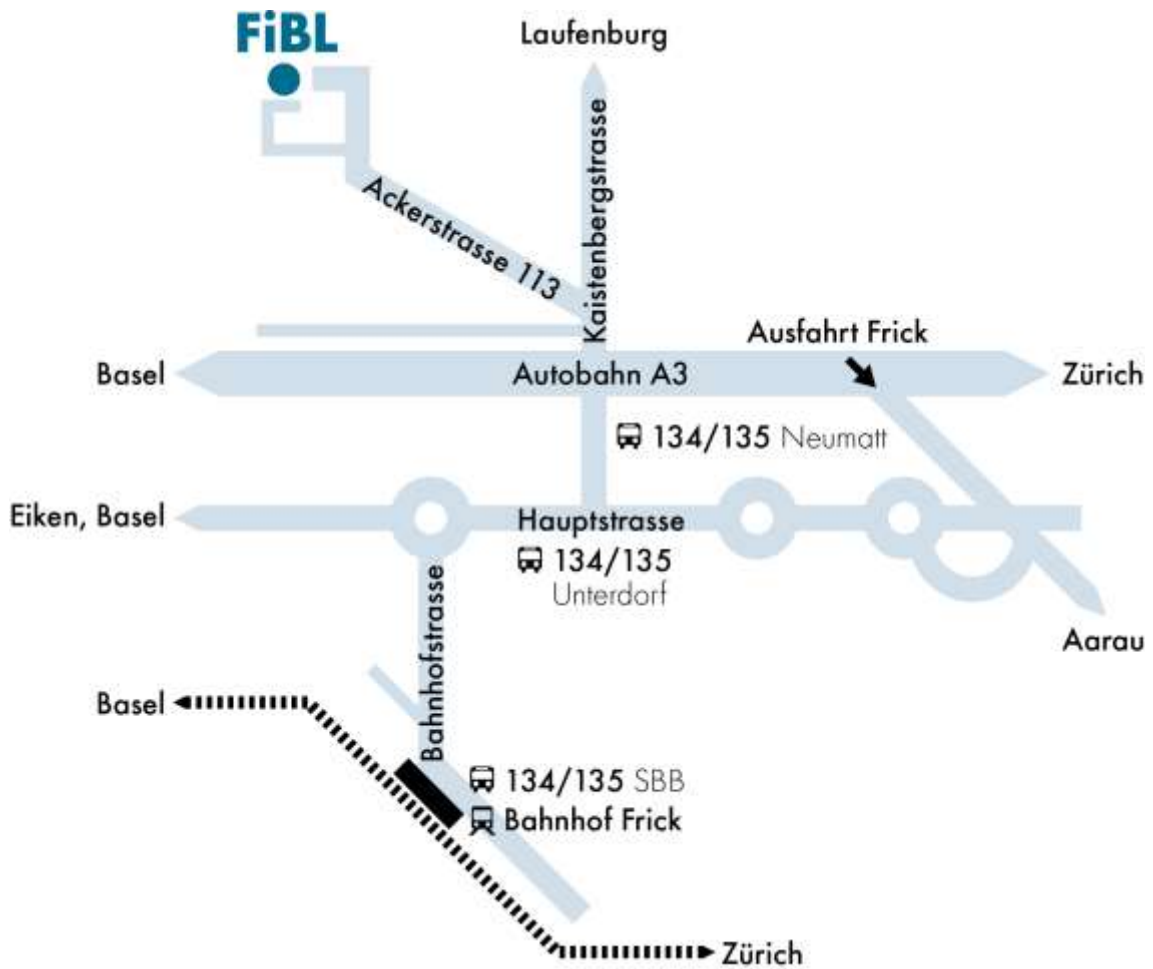 FiBL
Laufenburg
Kaistenbergstrasse
Ackerstrasse 113
Ausfahrt Frick
Basel
Autobahn A3
Zürich
134/135 Neumatt
Eiken, Basel
Hauptstrasse
134/135
Unterdorf
Bahnhofstrasse
Aarau
Basel
134/135 SBB
Bahnhof Frick
Zürich